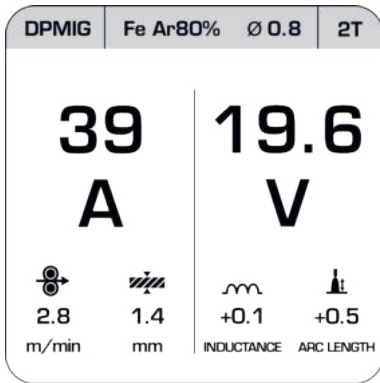 DPMIG Fe Ar80% Ø 0.8 2T
39 19.6
A V
2.8 1.4 +0.1 +0.5
m/min mm INDUCTANCE ARC LENGTH